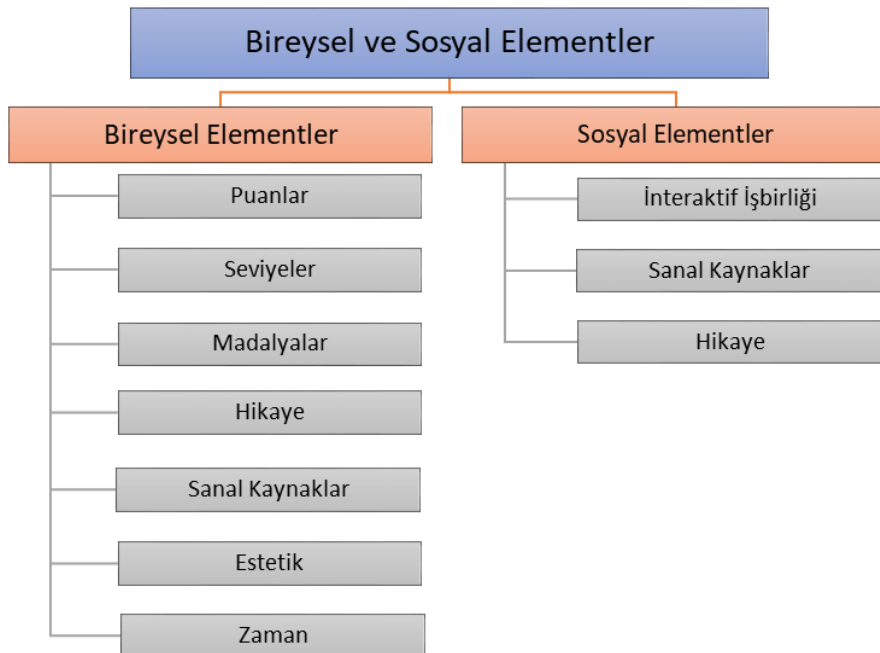 Bireysel ve Sosyal Elementler
Bireysel Elementler
Puanlar
Seviyeler
Madalyalar
Hikaye
Sanal Kaynaklar
Estetik
Zaman
Sosyal Elementler
İnteraktif İşbirliği
Sanal Kaynaklar
Hikaye